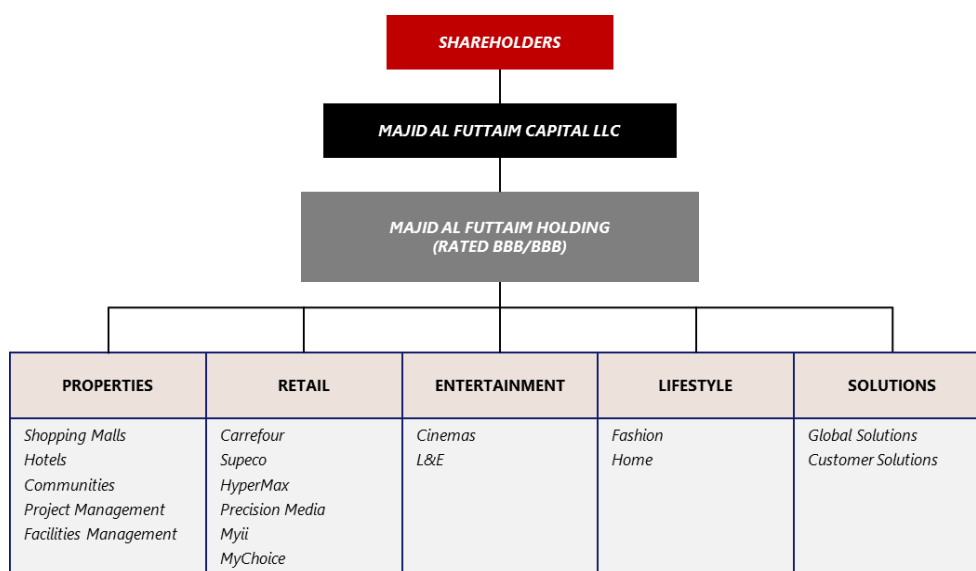 SHAREHOLDERS
MAJID AL FUTTAIM CAPITAL LLC
MAJID AL FUTTAIM HOLDING
(RATED BBB/BBB)
PROPERTIES
Shopping Malls
Hotels
Communities
Project Management
Facilities Management
RETAIL
Carrefour
Supeco
HyperMax
Precision Media
Myii
MyChoice
ENTERTAINMENT
Cinemas
L&E
LIFESTYLE
Fashion
Home
SOLUTIONS
Global Solutions
Customer Solutions